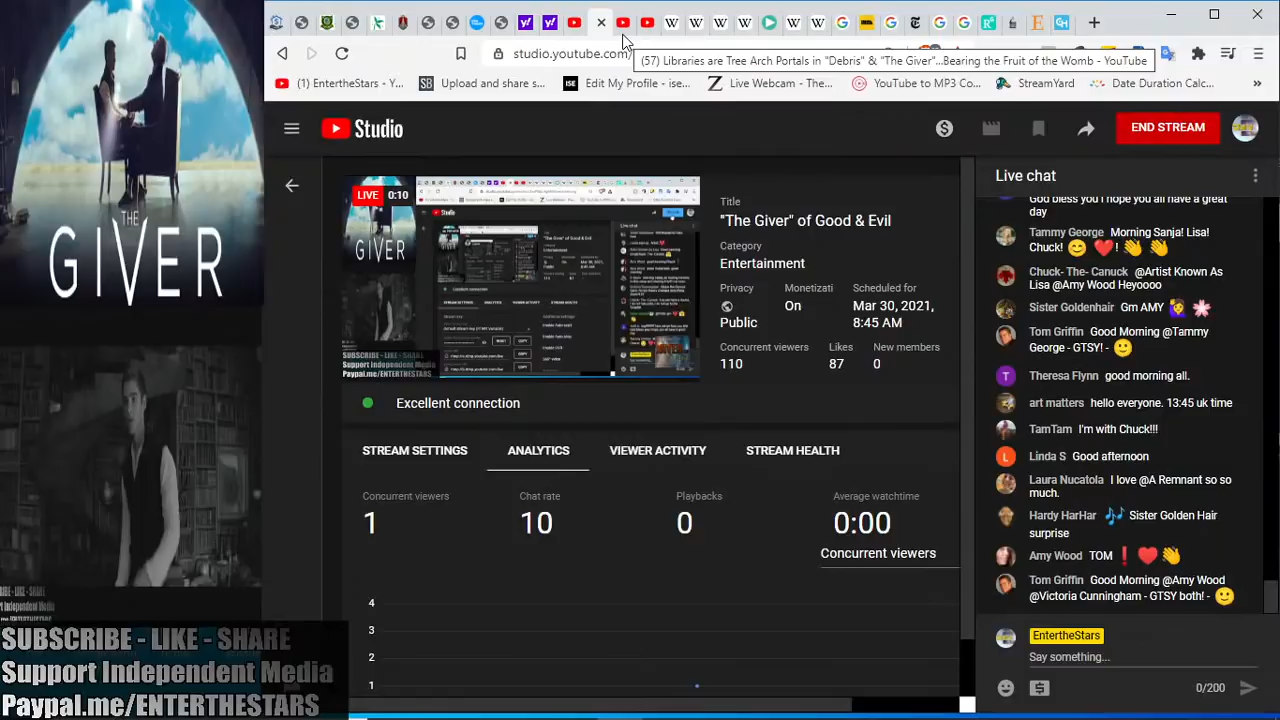 THE
GIVER
SUBSCRIBE - LIKE - SHARE
Support Independent Media
Paypal.me/ENTERTHESTARS
studio.youtube.com/
(57) Libraries are Tree Arch Portals in "Debris" & "The Giver"...Bearing the Fruit of the Womb - YouTube
(1) EntertheStars - Y...
Upload and share s...
Edit My Profile - ise...
Live Webcam - The...
YouTube to MP3 Co...
StreamYard
Date Duration Calc...
Studio
END STREAM
LIVE 0:10
Title
"The Giver" of Good & Evil
Category
Entertainment
Privacy
Public
Monetizati
On
Scheduled for
Mar 30, 2021,
8:45 AM
Concurrent viewers
110
Likes
87
New members
0
Excellent connection
STREAM SETTINGS
ANALYTICS
VIEWER ACTIVITY
STREAM HEALTH
Concurrent viewers
1
Chat rate
10
Playbacks
0
Average watchtime
0:00
Concurrent viewers
4
3
2
1
Live chat
God bless you hope you all have a great
day
Tammy George Morning Sanja! Lisa!
Chuck! 😊 ❤️ 👋 👋
Chuck-The-Canuck @Artist Known As
Lisa @Amy Wood Heyooco
Sister GoldenHair Gm AMY
Tom Griffin Good Morning @Tammy
George - GTSY! - 🙂
Theresa Flynn good morning all.
art matters hello everyone. 13:45 uk time
TamTam I'm with Chuck!!!
Linda S Good afternoon
Laura Nucatola I love @A Remnant so so
much.
Hardy HarHar 🎶 Sister Golden Hair
surprise
Amy Wood TOM ❗ ❤️ 👋
Tom Griffin Good Morning @Amy Wood
@Victoria Cunningham - GTSY both! - 🙂
EntertheStars
Say something...
0/200